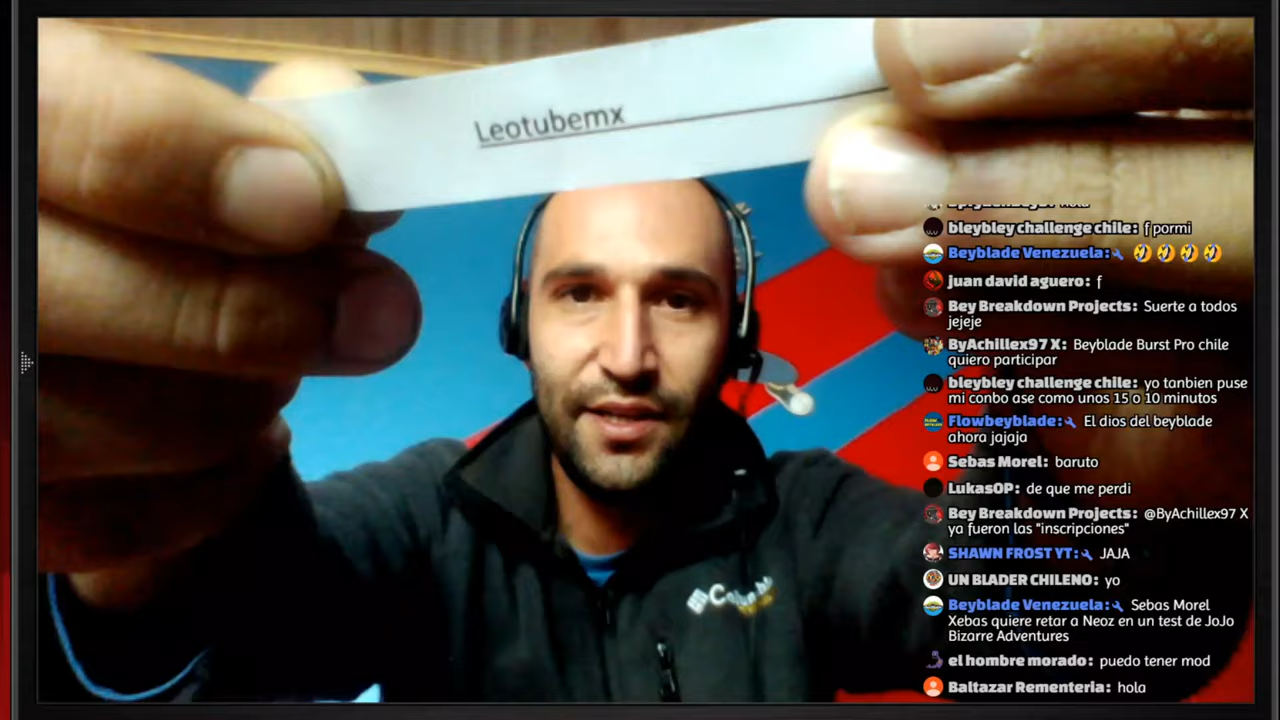 Leotubemx
bleybley challenge chile: f pormi
Beyblade Venezuela: 🤣 🤣 🤣 🤣
juan david aguero: f
Bey Breakdown Projects: Suerte a todos
jejeje
ByAchillex97 X: Beyblade Burst Pro chile
quiero participar
bleybley challenge chile: yo tanbien puse
mi conbo ase como unos 15 o 10 minutos
Flowbeyblade: El dios del beyblade
ahora jajaja
Sebas Morel: baruto
LukasOP: de que me perdi
Bey Breakdown Projects: @ByAchillex97 X
ya fueron las "inscripciones"
SHAWN FROST YT: JAJA
UN BLADER CHILENO: yo
Beyblade Venezuela: Sebas Morel
Xebas quiere retar a Neoz en un test de JoJo
Bizarre Adventures
el hombre morado: puedo tener mod
Baltazar Rementeria: hola